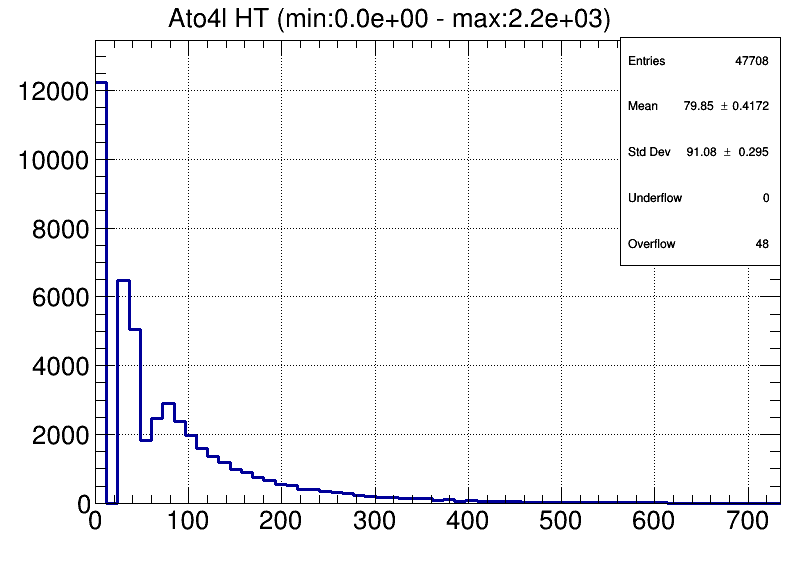 Ato4l HT (min:0.0e+00 - max:2.2e+03)
Entries 47708
Mean 79.85 ± 0.4172
Std Dev 91.08 ± 0.295
Underflow 0
Overflow 48
12000
10000
8000
6000
4000
2000
0
0 100 200 300 400 500 600 700